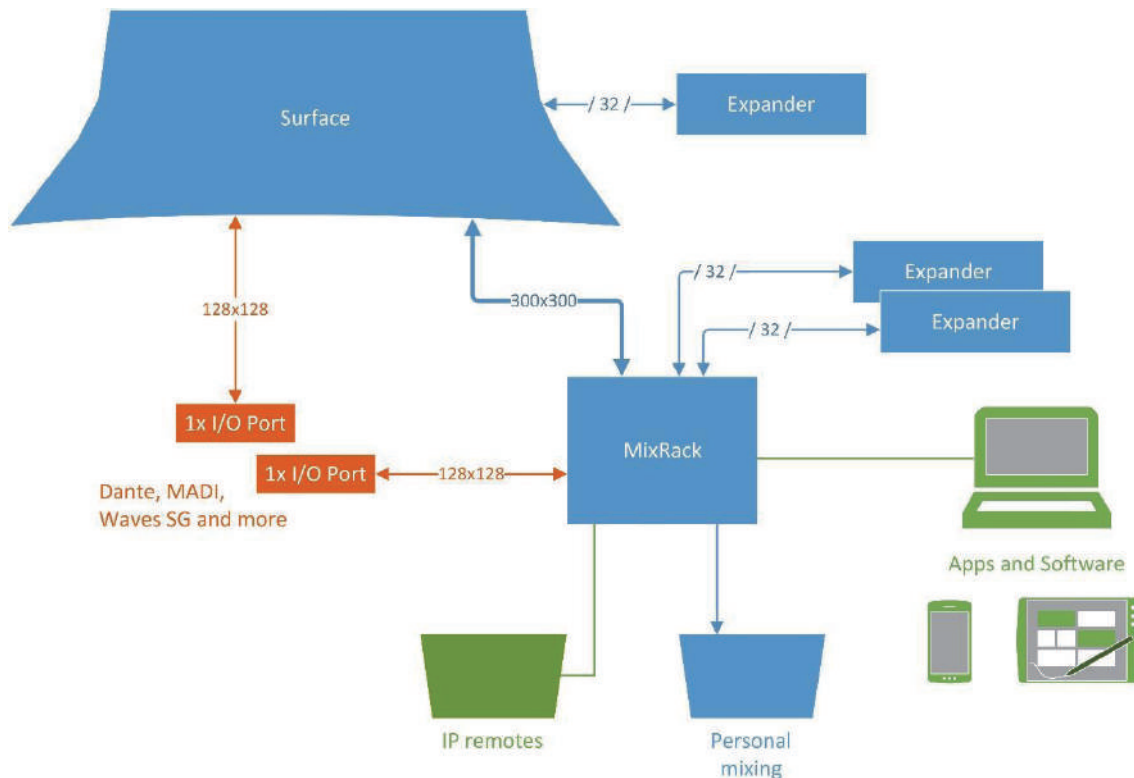 Surface
/ 32 /
Expander
/ 32 /
Expander
/ 32 /
Expander
300x300
128x128
1x I/O Port
1x I/O Port
128x128
MixRack
Dante, MADI,
Waves SG and more
Apps and Software
IP remotes
Personal
mixing